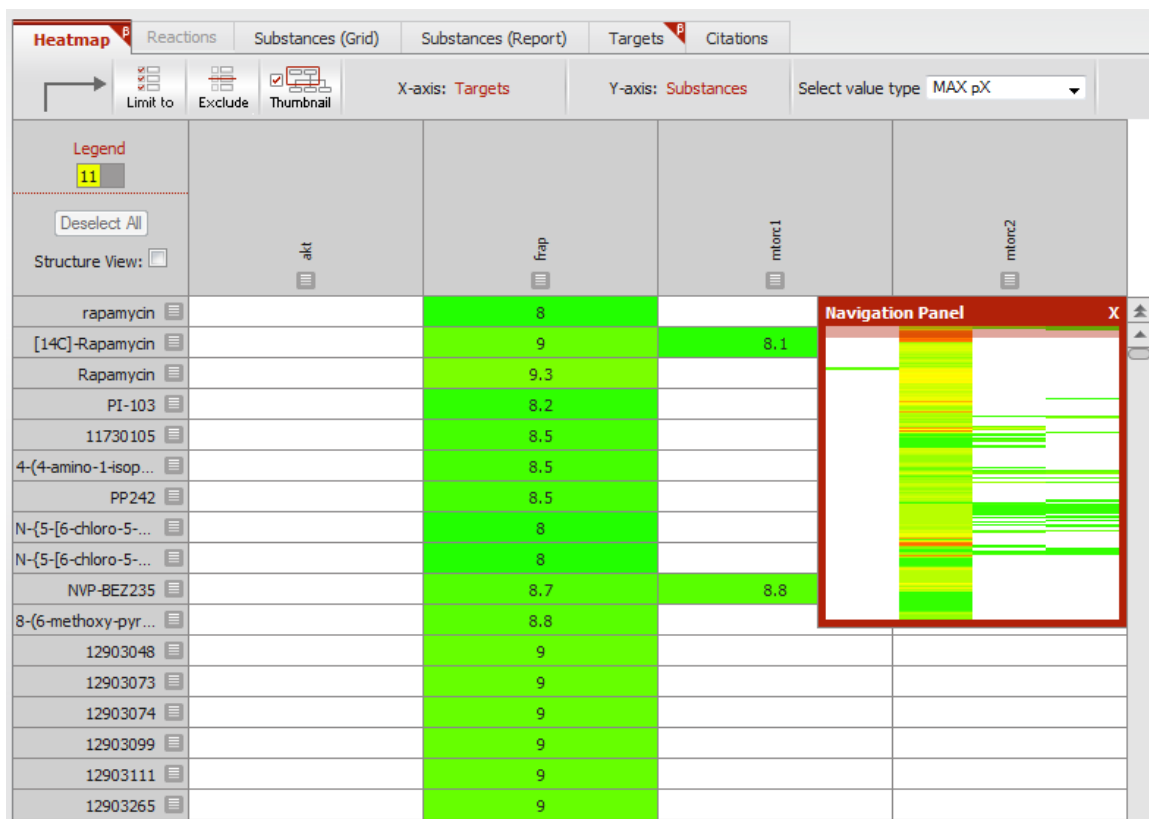 Heatmap β Reactions Substances (Grid) Substances (Report) Targets β Citations
Limit to Exclude Thumbnail X-axis: Targets Y-axis: Substances Select value type MAX pX
Legend
11
Deselect All
Structure View:
akt frap mtorc1 mtorc2
Navigation Panel X
rapamycin 8
[14C]-Rapamycin 9 8.1
Rapamycin 9.3
PI-103 8.2
11730105 8.5
4-(4-amino-1-isop... 8.5
PP242 8.5
N-{5-[6-chloro-5-... 8
N-{5-[6-chloro-5-... 8
NVP-BEZ235 8.7 8.8
8-(6-methoxy-pyr... 8.8
12903048 9
12903073 9
12903074 9
12903099 9
12903111 9
12903265 9